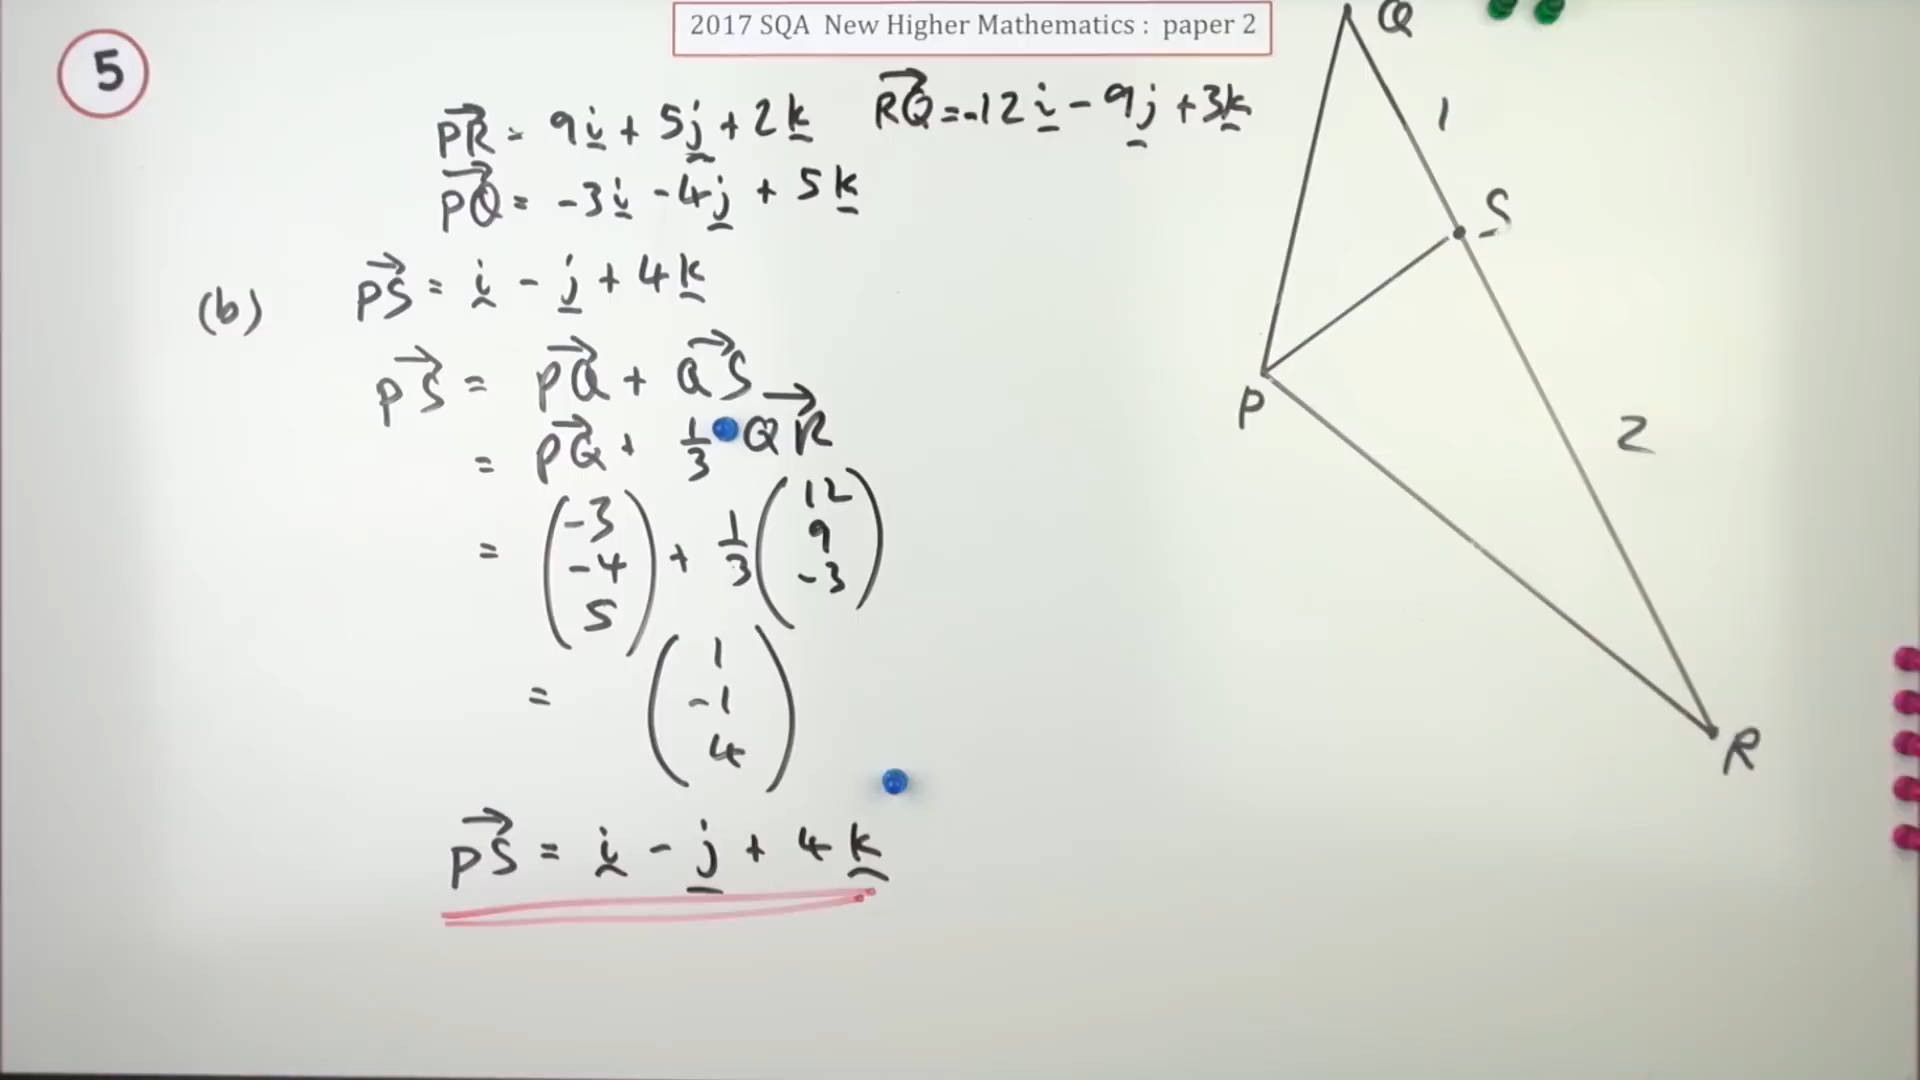 2017 SQA New Higher Mathematics : paper 2
5
→PR = 9i + 5j + 2k
→RQ = -12i - 9j + 3k
→PQ = -3i - 4j + 5k
(b) →PS = i - j + 4k
→PS = →PQ + →QS
= →PQ + 1/3 →QR
= (-3 -4 5) + 1/3 (12 9 -3)
= (1 -1 4)
→PS = i - j + 4k
Q
1
S
P
2
R